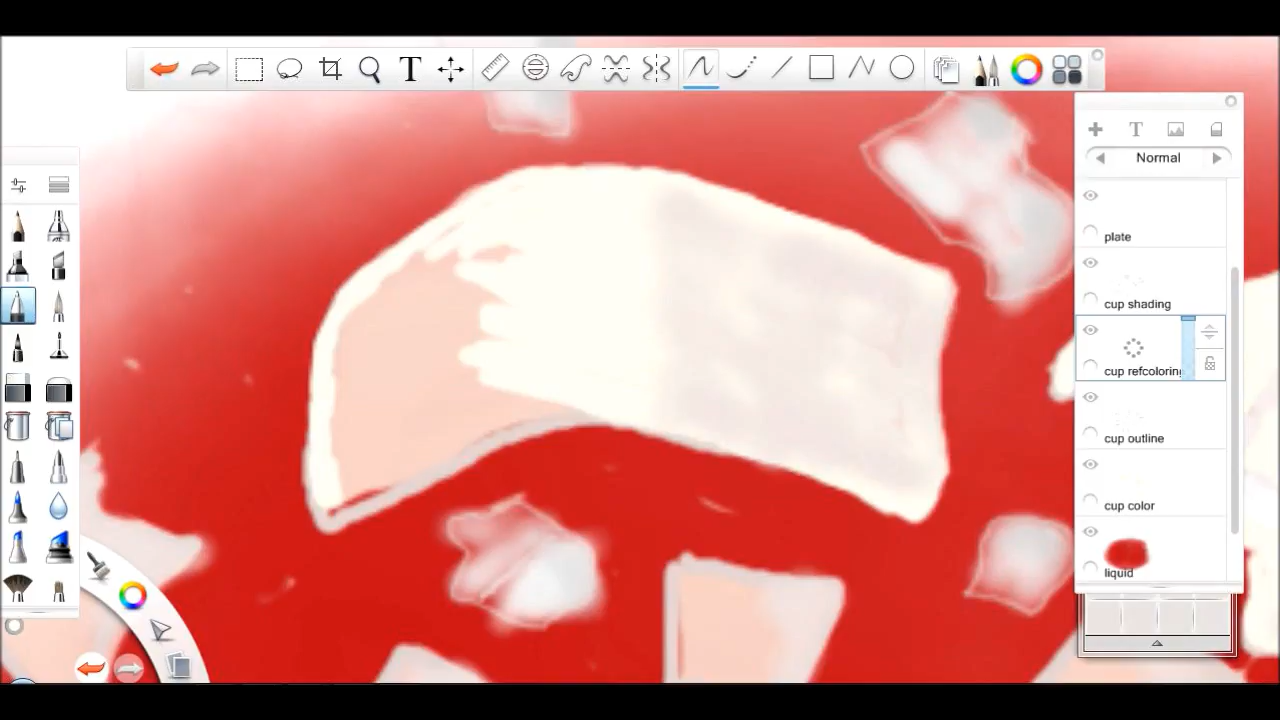 T
T
Normal
plate
cup shading
cup refcoloring
cup outline
cup color
liquid